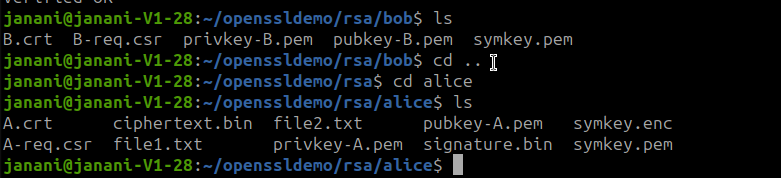 janani@janani-V1-28:~/openssldemo/rsa/bob$ ls
B.crt  B-req.csr  privkey-B.pem  pubkey-B.pem  symkey.pem
janani@janani-V1-28:~/openssldemo/rsa/bob$ cd ..
janani@janani-V1-28:~/openssldemo/rsa$ cd alice
janani@janani-V1-28:~/openssldemo/rsa/alice$ ls
A.crt      ciphertext.bin  file2.txt      pubkey-A.pem   symkey.enc
A-req.csr  file1.txt       privkey-A.pem  signature.bin  symkey.pem
janani@janani-V1-28:~/openssldemo/rsa/alice$